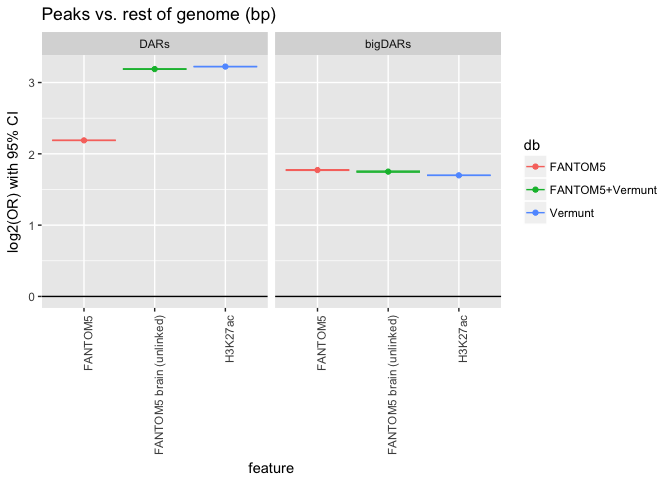 Peaks vs. rest of genome (bp)
DARs
bigDARs
log2(OR) with 95% CI
3
2
1
0
FANTOM5
FANTOM5 brain (unlinked)
H3K27ac
FANTOM5
FANTOM5 brain (unlinked)
H3K27ac
feature
db
FANTOM5
FANTOM5+Vermunt
Vermunt